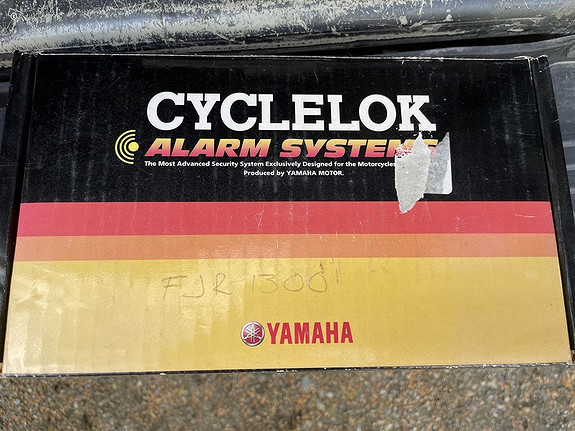 CYCLELOK
ALARM SYSTEMS
The Most Advanced Security System Exclusively Designed for the Motorcycle
Produced by YAMAHA MOTOR.
FJR 1300
YAMAHA